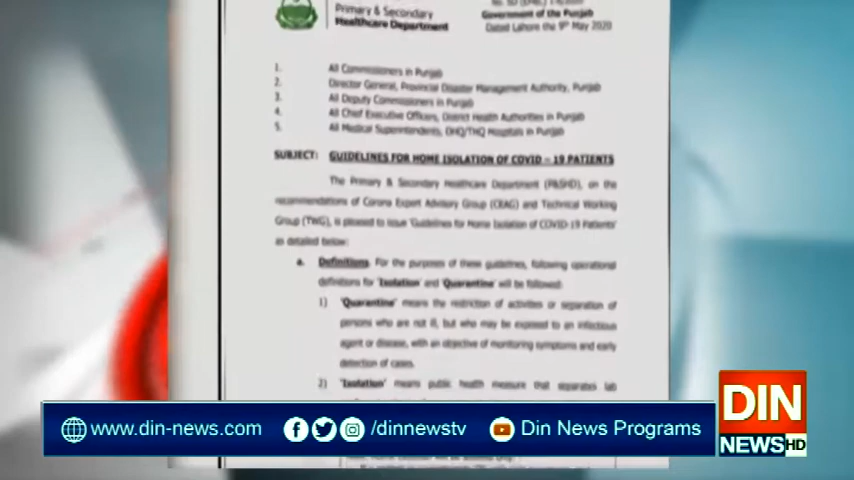 Primary & Secondary
Healthcare Department
Government of the Punjab
Dated Lahore the 9th May 2020
1. All Commissioners in Punjab
2. Director General, Provincial Disaster Management Authority, Punjab
3. All Deputy Commissioners in Punjab
4. All Chief Executive Officers, District Health Authorities in Punjab
5. All Medical Superintendents, DHQ/THQ Hospitals in Punjab
SUBJECT: GUIDELINES FOR HOME ISOLATION OF COVID – 19 PATIENTS
The Primary & Secondary Healthcare Department (P&SHD), on the
recommendations of Corona Expert Advisory Group (CEAG) and Technical Working
Group (TWG), is pleased to issue 'Guidelines for Home Isolation of COVID-19 Patients'
as detailed below:
a. Definitions. For the purposes of these guidelines, following operational
definitions for 'Isolation' and 'Quarantine' will be followed:
1) 'Quarantine' means the restriction of activities or separation of
persons who are not ill, but who may be exposed to an infectious
agent or disease, with an objective of monitoring symptoms and early
detection of cases.
2) 'Isolation' means public health measure that separates lab
www.din-news.com
/dinnewstv
Din News Programs
DIN
NEWS HD